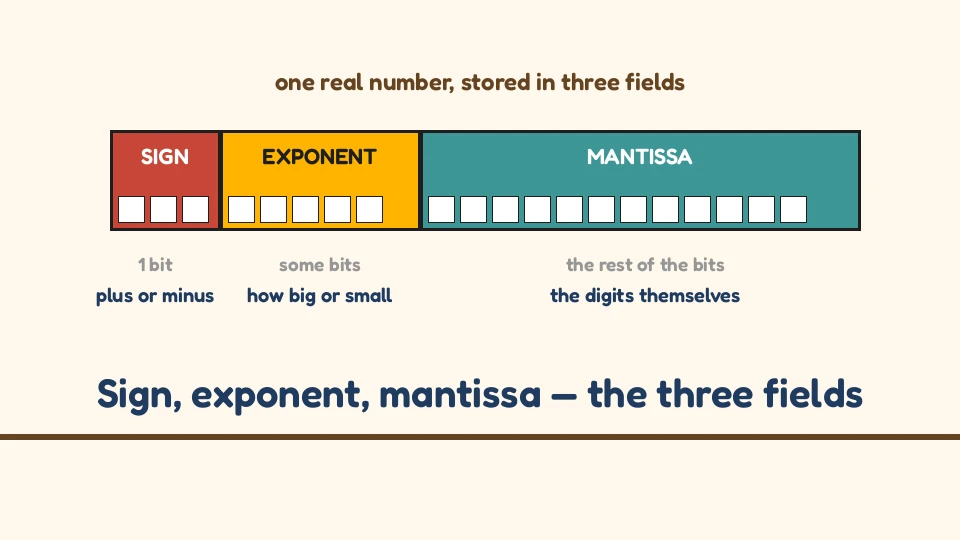 one real number, stored in three fields
SIGN EXPONENT MANTISSA
1 bit some bits the rest of the bits
plus or minus how big or small the digits themselves
Sign, exponent, mantissa — the three fields